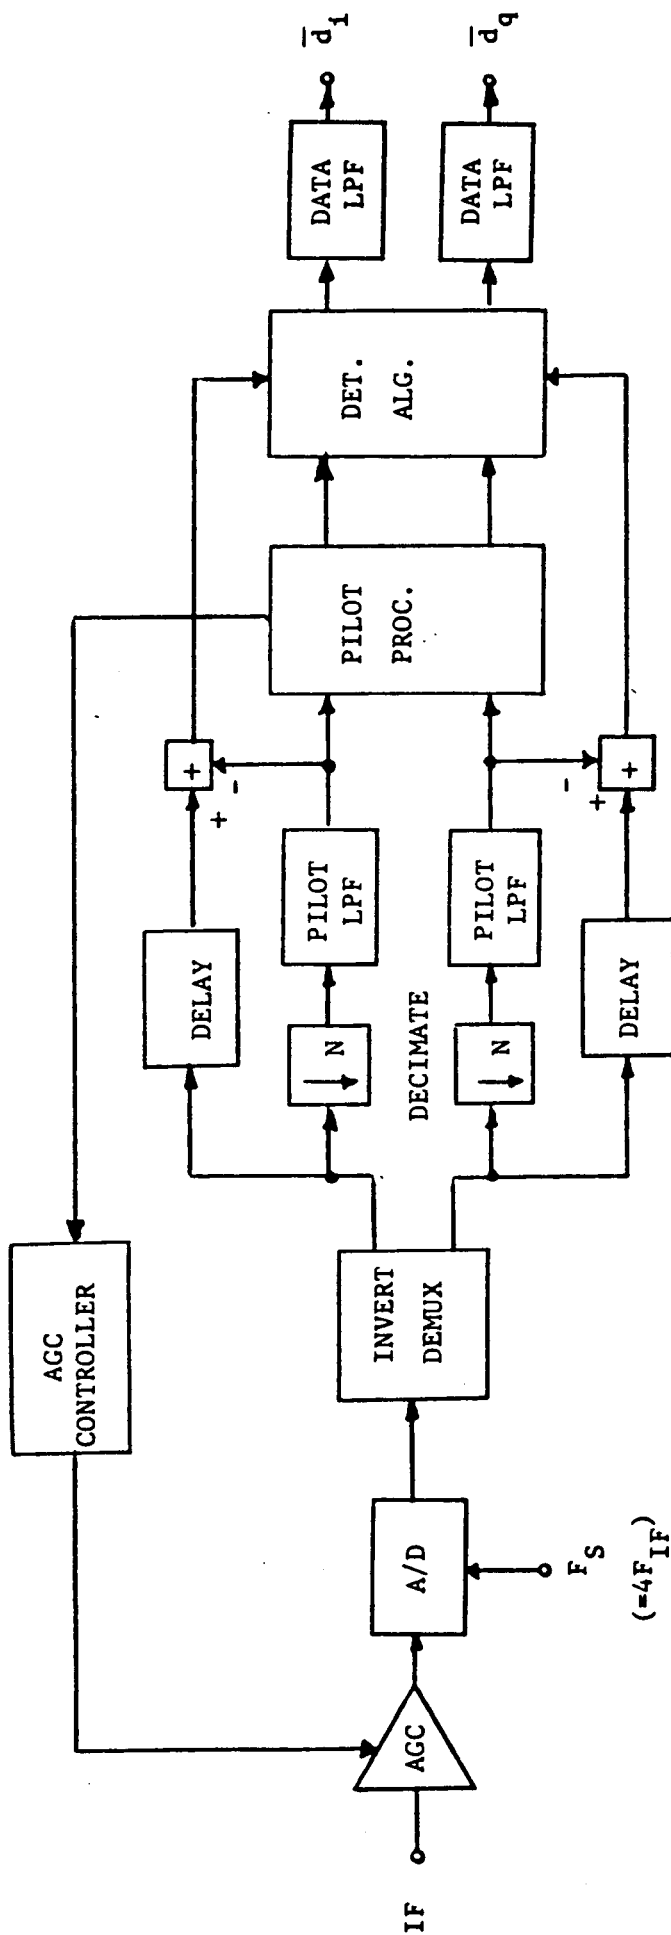 IF
AGC
AGC
CONTROLLER
A/D
F_S
(=4F_IF)
INVERT
DEMUX
DELAY
↓ N
DECIMATE
↓ N
DELAY
PILOT
LPF
PILOT
LPF
+
-
+
-
+
+
PILOT
PROC.
DET.
ALG.
DATA
LPF
DATA
LPF
d̅_i
d̅_q